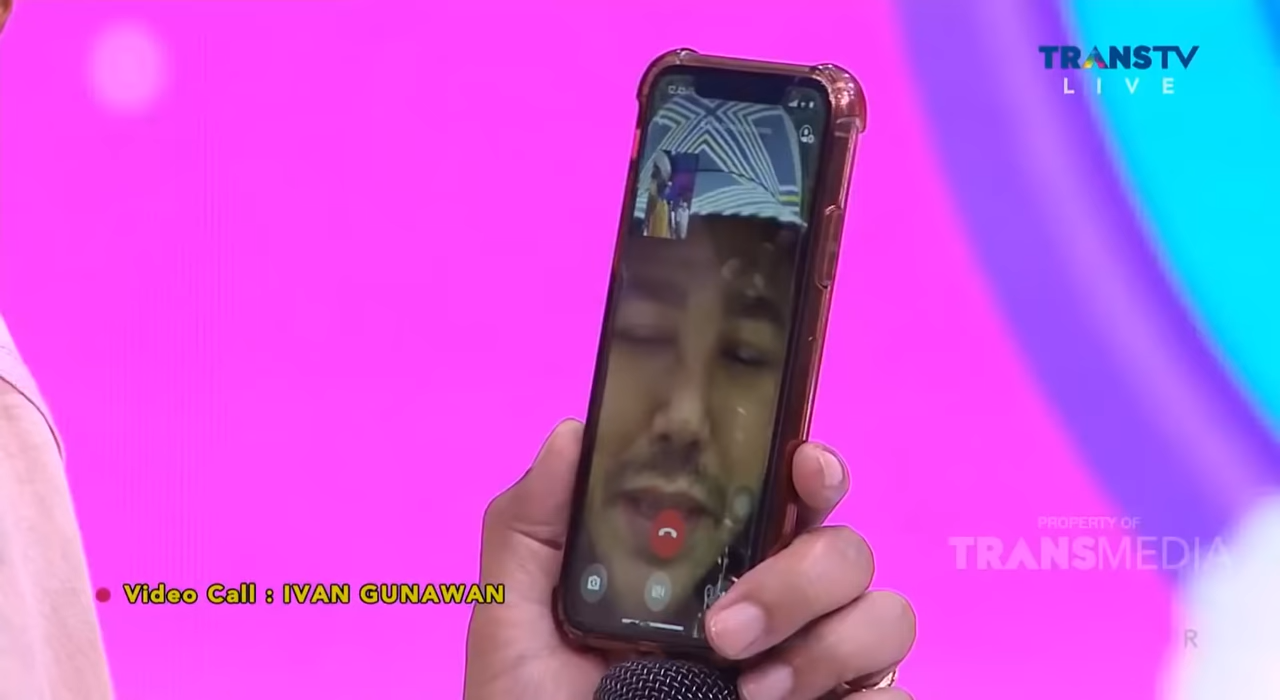 TRANSTV
LIVE
PROPERTY OF
TRANSMEDIA
Video Call : IVAN GUNAWAN
R